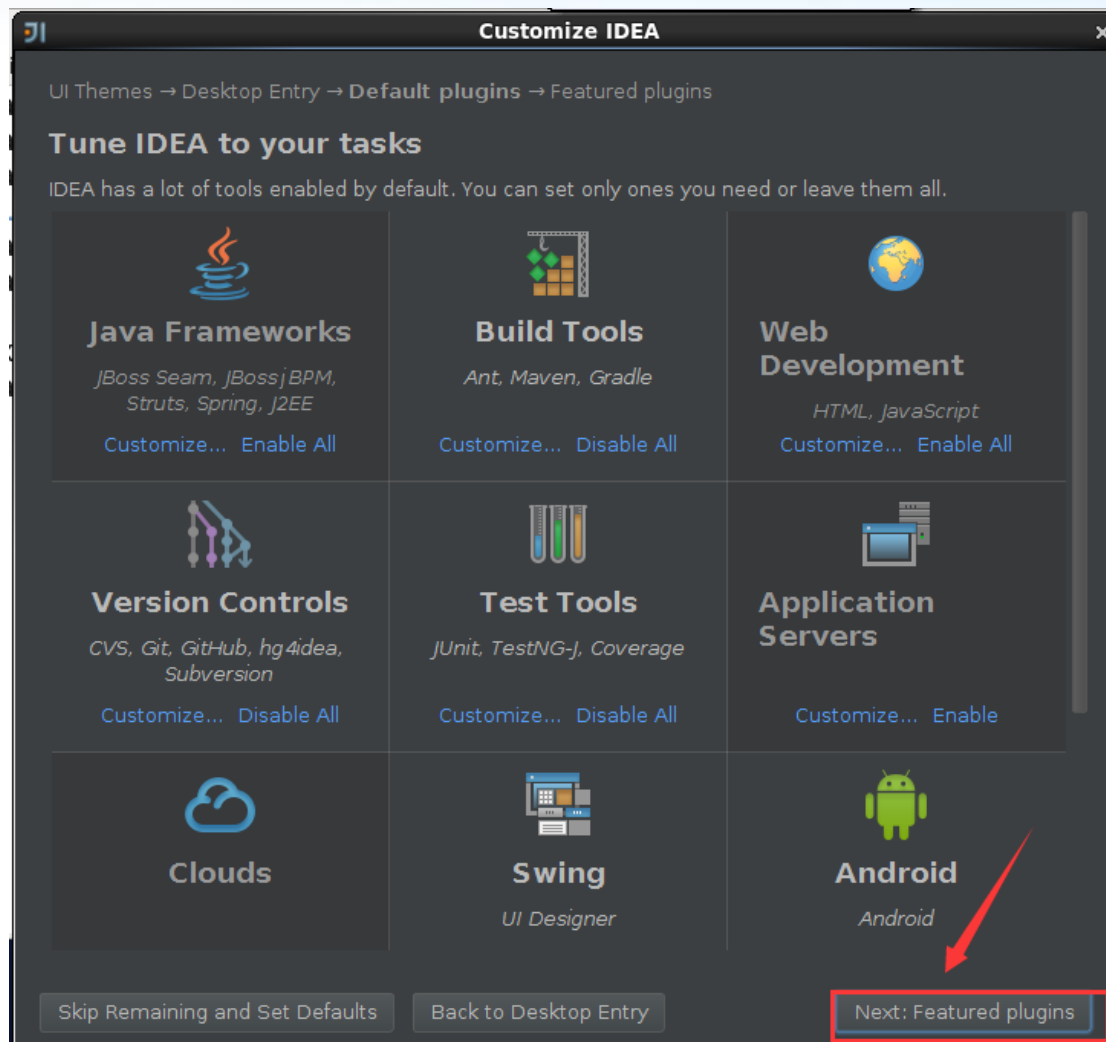 Customize IDEA
UI Themes → Desktop Entry → Default plugins → Featured plugins
Tune IDEA to your tasks
IDEA has a lot of tools enabled by default. You can set only ones you need or leave them all.
Java Frameworks
JBoss Seam, JBossjBPM,
Struts, Spring, J2EE
Customize... Enable All
Build Tools
Ant, Maven, Gradle
Customize... Disable All
Web
Development
HTML, JavaScript
Customize... Enable All
Version Controls
CVS, Git, GitHub, hg4idea,
Subversion
Customize... Disable All
Test Tools
JUnit, TestNG-J, Coverage
Customize... Disable All
Application
Servers
Customize... Enable
Clouds
Swing
UI Designer
Android
Android
Skip Remaining and Set Defaults
Back to Desktop Entry
Next: Featured plugins